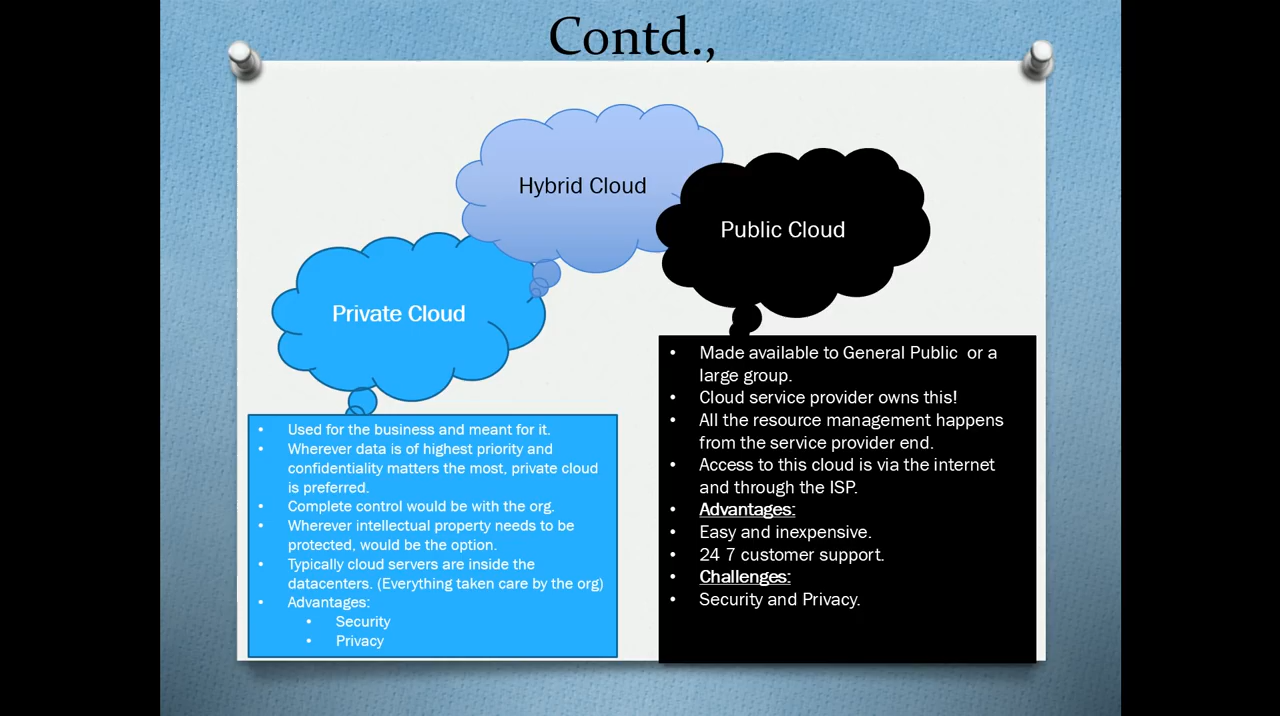 Contd.,
Hybrid Cloud
Public Cloud
Private Cloud
• Used for the business and meant for it.
• Wherever data is of highest priority and
confidentiality matters the most, private cloud
is preferred.
• Complete control would be with the org.
• Wherever intellectual property needs to be
protected, would be the option.
• Typically cloud servers are inside the
datacenters. (Everything taken care by the org)
• Advantages:
• Security
• Privacy
• Made available to General Public or a
large group.
• Cloud service provider owns this!
• All the resource management happens
from the service provider end.
• Access to this cloud is via the internet
and through the ISP.
• Advantages:
• Easy and inexpensive.
• 24 7 customer support.
• Challenges:
• Security and Privacy.